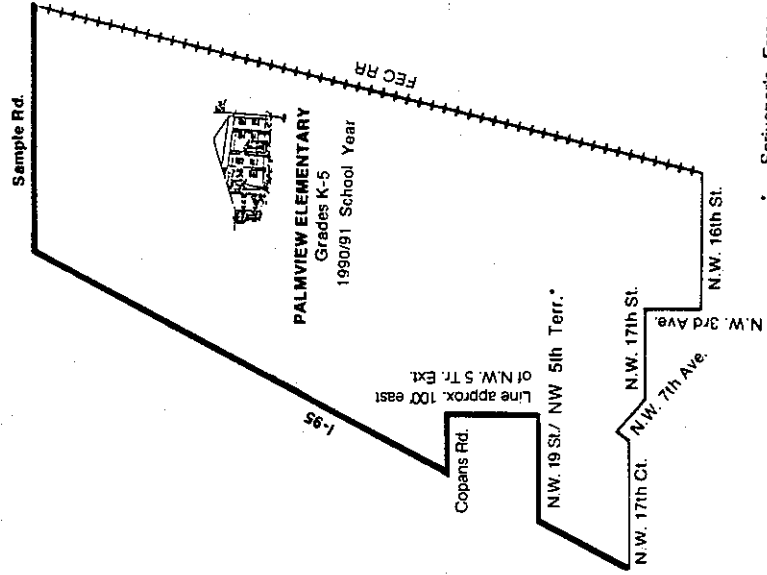 Sample Rd.
FEC RR
PALMVIEW ELEMENTARY
Grades K-5
1990/91 School Year
I-95
Line approx. 100' east
of N.W. 5 Tr. Ext.
Copans Rd.
N.W. 19 St./ NW 5th Terr.*
N.W. 17th St.
N.W. 3rd Ave.
N.W. 16th St.
N.W. 7th Ave.
N.W. 17th Ct.
*